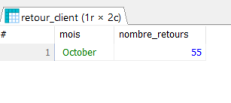 retour_client (1r × 2c)
# mois nombre_retours
1 October 55